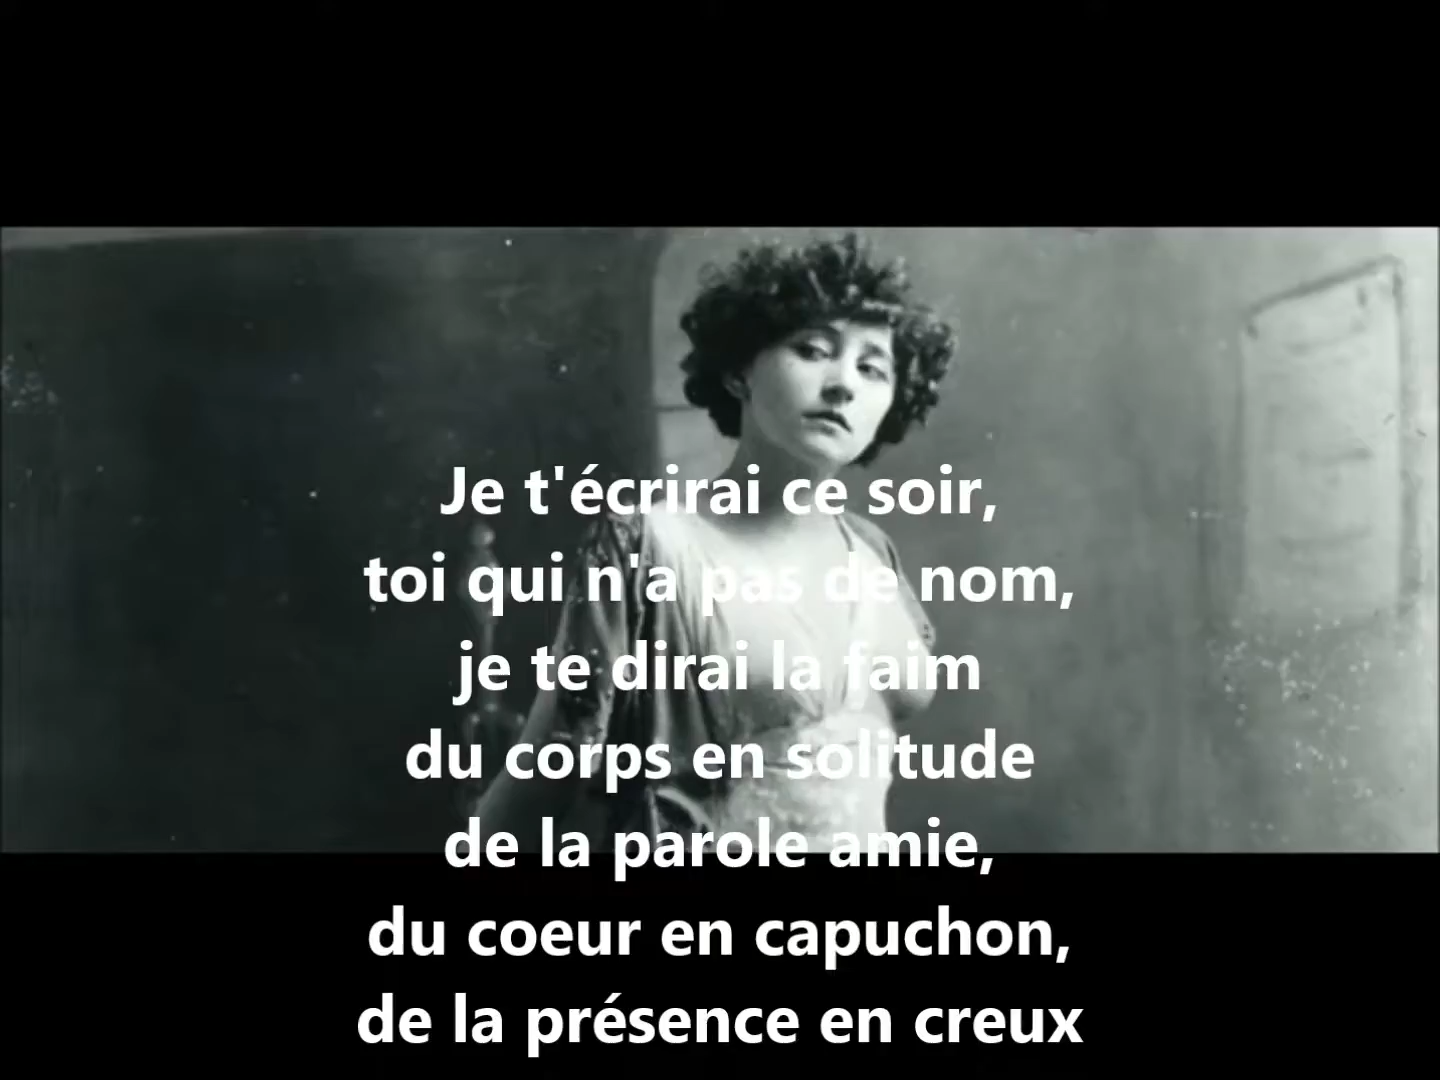 Je t'écrirai ce soir,
toi qui n'a pas de nom,
je te dirai la faim
du corps en solitude
de la parole amie,
du coeur en capuchon,
de la présence en creux